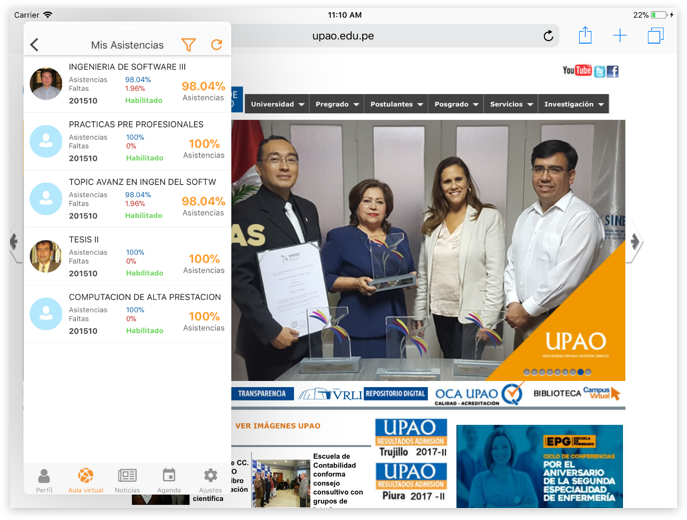 Carrier
11:10 AM
22%
Mis Asistencias
upao.edu.pe
INGENIERIA DE SOFTWARE III
Asistencias 98.04%
Faltas 1.96%
201510 Habilitado
98.04%
Asistencias
PRACTICAS PRE PROFESIONALES
Asistencias 100%
Faltas 0%
201510 Habilitado
100%
Asistencias
TOPIC AVANZ EN INGEN DEL SOFTW
Asistencias 98.04%
Faltas 1.96%
201510 Habilitado
98.04%
Asistencias
TESIS II
Asistencias 100%
Faltas 0%
201510 Habilitado
100%
Asistencias
COMPUTACION DE ALTA PRESTACION
Asistencias 100%
Faltas 0%
201510 Habilitado
100%
Asistencias
Perfil Aula virtual Noticias Agenda Ajustes
YouTube
Universidad Pregrado Postulantes Posgrado Servicios Investigación
AS
SINE
UPAO
TRANSPARENCIA
VRLI
REPOSITORIO DIGITAL
OCA UPAO
CALIDAD - ACREDITACIÓN
BIBLIOTECA
Campus
Virtual
VER IMÁGENES UPAO
CC.
ibro
ación
científica
Escuela de
Contabilidad
conforma
consejo
consultivo con
grupos de
UPAO
RESULTADOS ADMISIÓN
Trujillo 2017-II
UPAO
RESULTADOS ADMISIÓN
Piura 2017-II
EPG
CICLO DE CONFERENCIAS
POR EL
ANIVERSARIO
DE LA SEGUNDA
ESPECIALIDAD
DE ENFERMERÍA